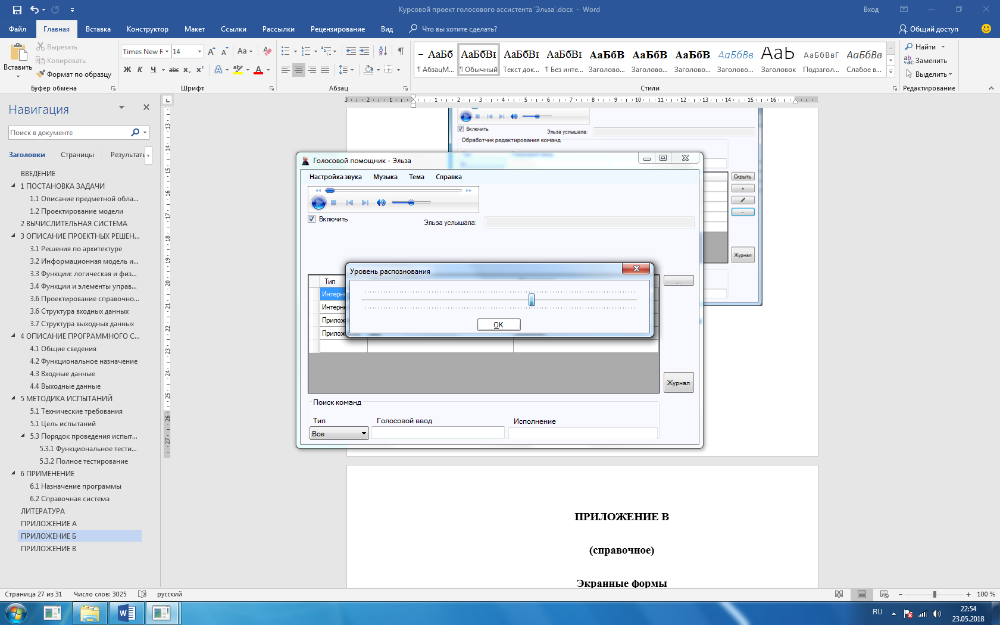 Курсовой проект голосового ассистента 'Эльза'.docx - Word
Вход
Файл
Главная
Вставка
Конструктор
Макет
Ссылки
Рассылки
Рецензирование
Вид
Что вы хотите сделать?
Общий доступ
Вставить
Вырезать
Копировать
Формат по образцу
Буфер обмена
Times New R
14
Шрифт
Абзац
АаБб
АаБбВı
АаБбВı
АаБбВı
АаБбВ
АаБбВ
АаБбВ
АаБбВв
АаЬ
АаБбВвГ
АаБбВв
¶ АбзацМ...
¶ Обычный
Текст док...
¶ Без инте...
Заголово...
Заголово...
Заголово...
Заголово...
Заголовок
Подзагол...
Слабое в...
Стили
Найти
Заменить
Выделить
Редактирование
Навигация
Поиск в документе
Заголовки
Страницы
Результать
ВВЕДЕНИЕ
1 ПОСТАНОВКА ЗАДАЧИ
1.1 Описание предметной обла...
1.2 Проектирование модели
2 ВЫЧИСЛИТЕЛЬНАЯ СИСТЕМА
3 ОПИСАНИЕ ПРОЕКТНЫХ РЕШЕН...
3.1 Решения по архитектуре
3.2 Информационная модель и...
3.3 Функции: логическая и физ...
3.4 Функции и элементы управ...
3.6 Проектирование справочно...
3.6 Структура входных данных
3.7 Структура выходных данных
4 ОПИСАНИЕ ПРОГРАММНОГО С...
4.1 Общие сведения
4.2 Функциональное назначение
4.3 Входные данные
4.4 Выходные данные
5 МЕТОДИКА ИСПЫТАНИЙ
5.1 Технические требования
5.1 Цель испытаний
5.3 Порядок проведения испыт...
5.3.1 Функциональное тести...
5.3.2 Полное тестирование
6 ПРИМЕНЕНИЕ
6.1 Назначение программы
6.2 Справочная система
ЛИТЕРАТУРА
ПРИЛОЖЕНИЕ А
ПРИЛОЖЕНИЕ Б
ПРИЛОЖЕНИЕ В
Включить
Эльза услышала:
Обработчик редактирования команд
Скрыть
+
-
Журнал
Голосовой помощник - Эльза
Настройка звука
Музыка
Тема
Справка
Включить
Эльза услышала:
Тип
Интерн
Интерне
Прилож
Прилож
...
Журнал
Уровень распознования
OK
Поиск команд
Тип
Голосовой ввод
Исполнение
Все
ПРИЛОЖЕНИЕ В
(справочное)
Экранные формы
Страница 27 из 31
Число слов: 3025
русский
100 %
RU
22:54
23.05.2018